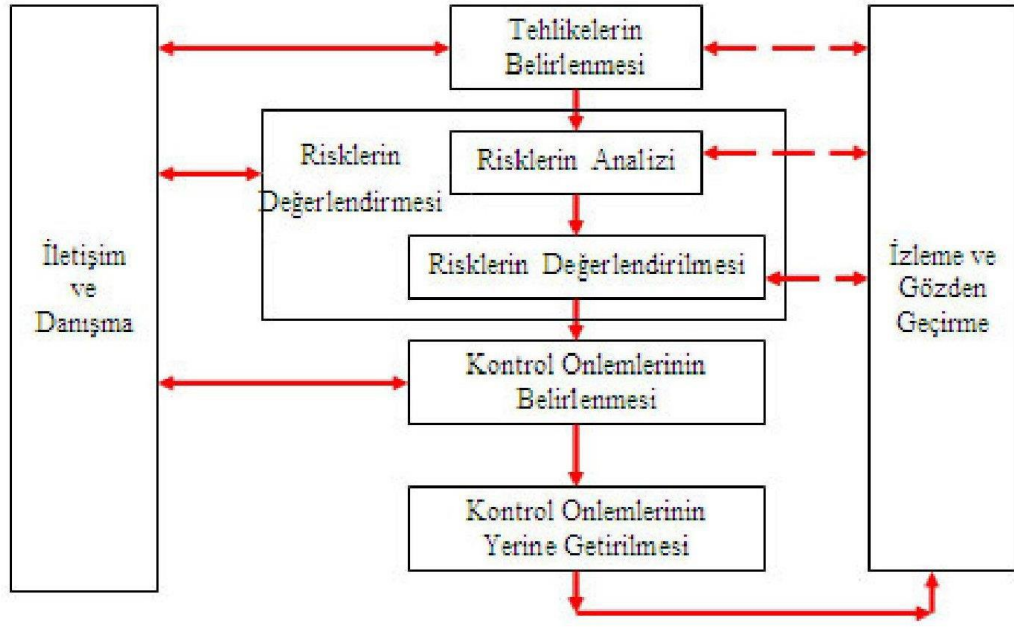 Tehlikelerin
Belirlenmesi
Risklerin
Değerlendirmesi
Risklerin Analizi
Risklerin Değerlendirilmesi
İletişim
ve
Danışma
İzleme ve
Gözden
Geçirme
Kontrol Onlemlerinin
Belirlenmesi
Kontrol Onlemlerinin
Yerine Getirilmesi